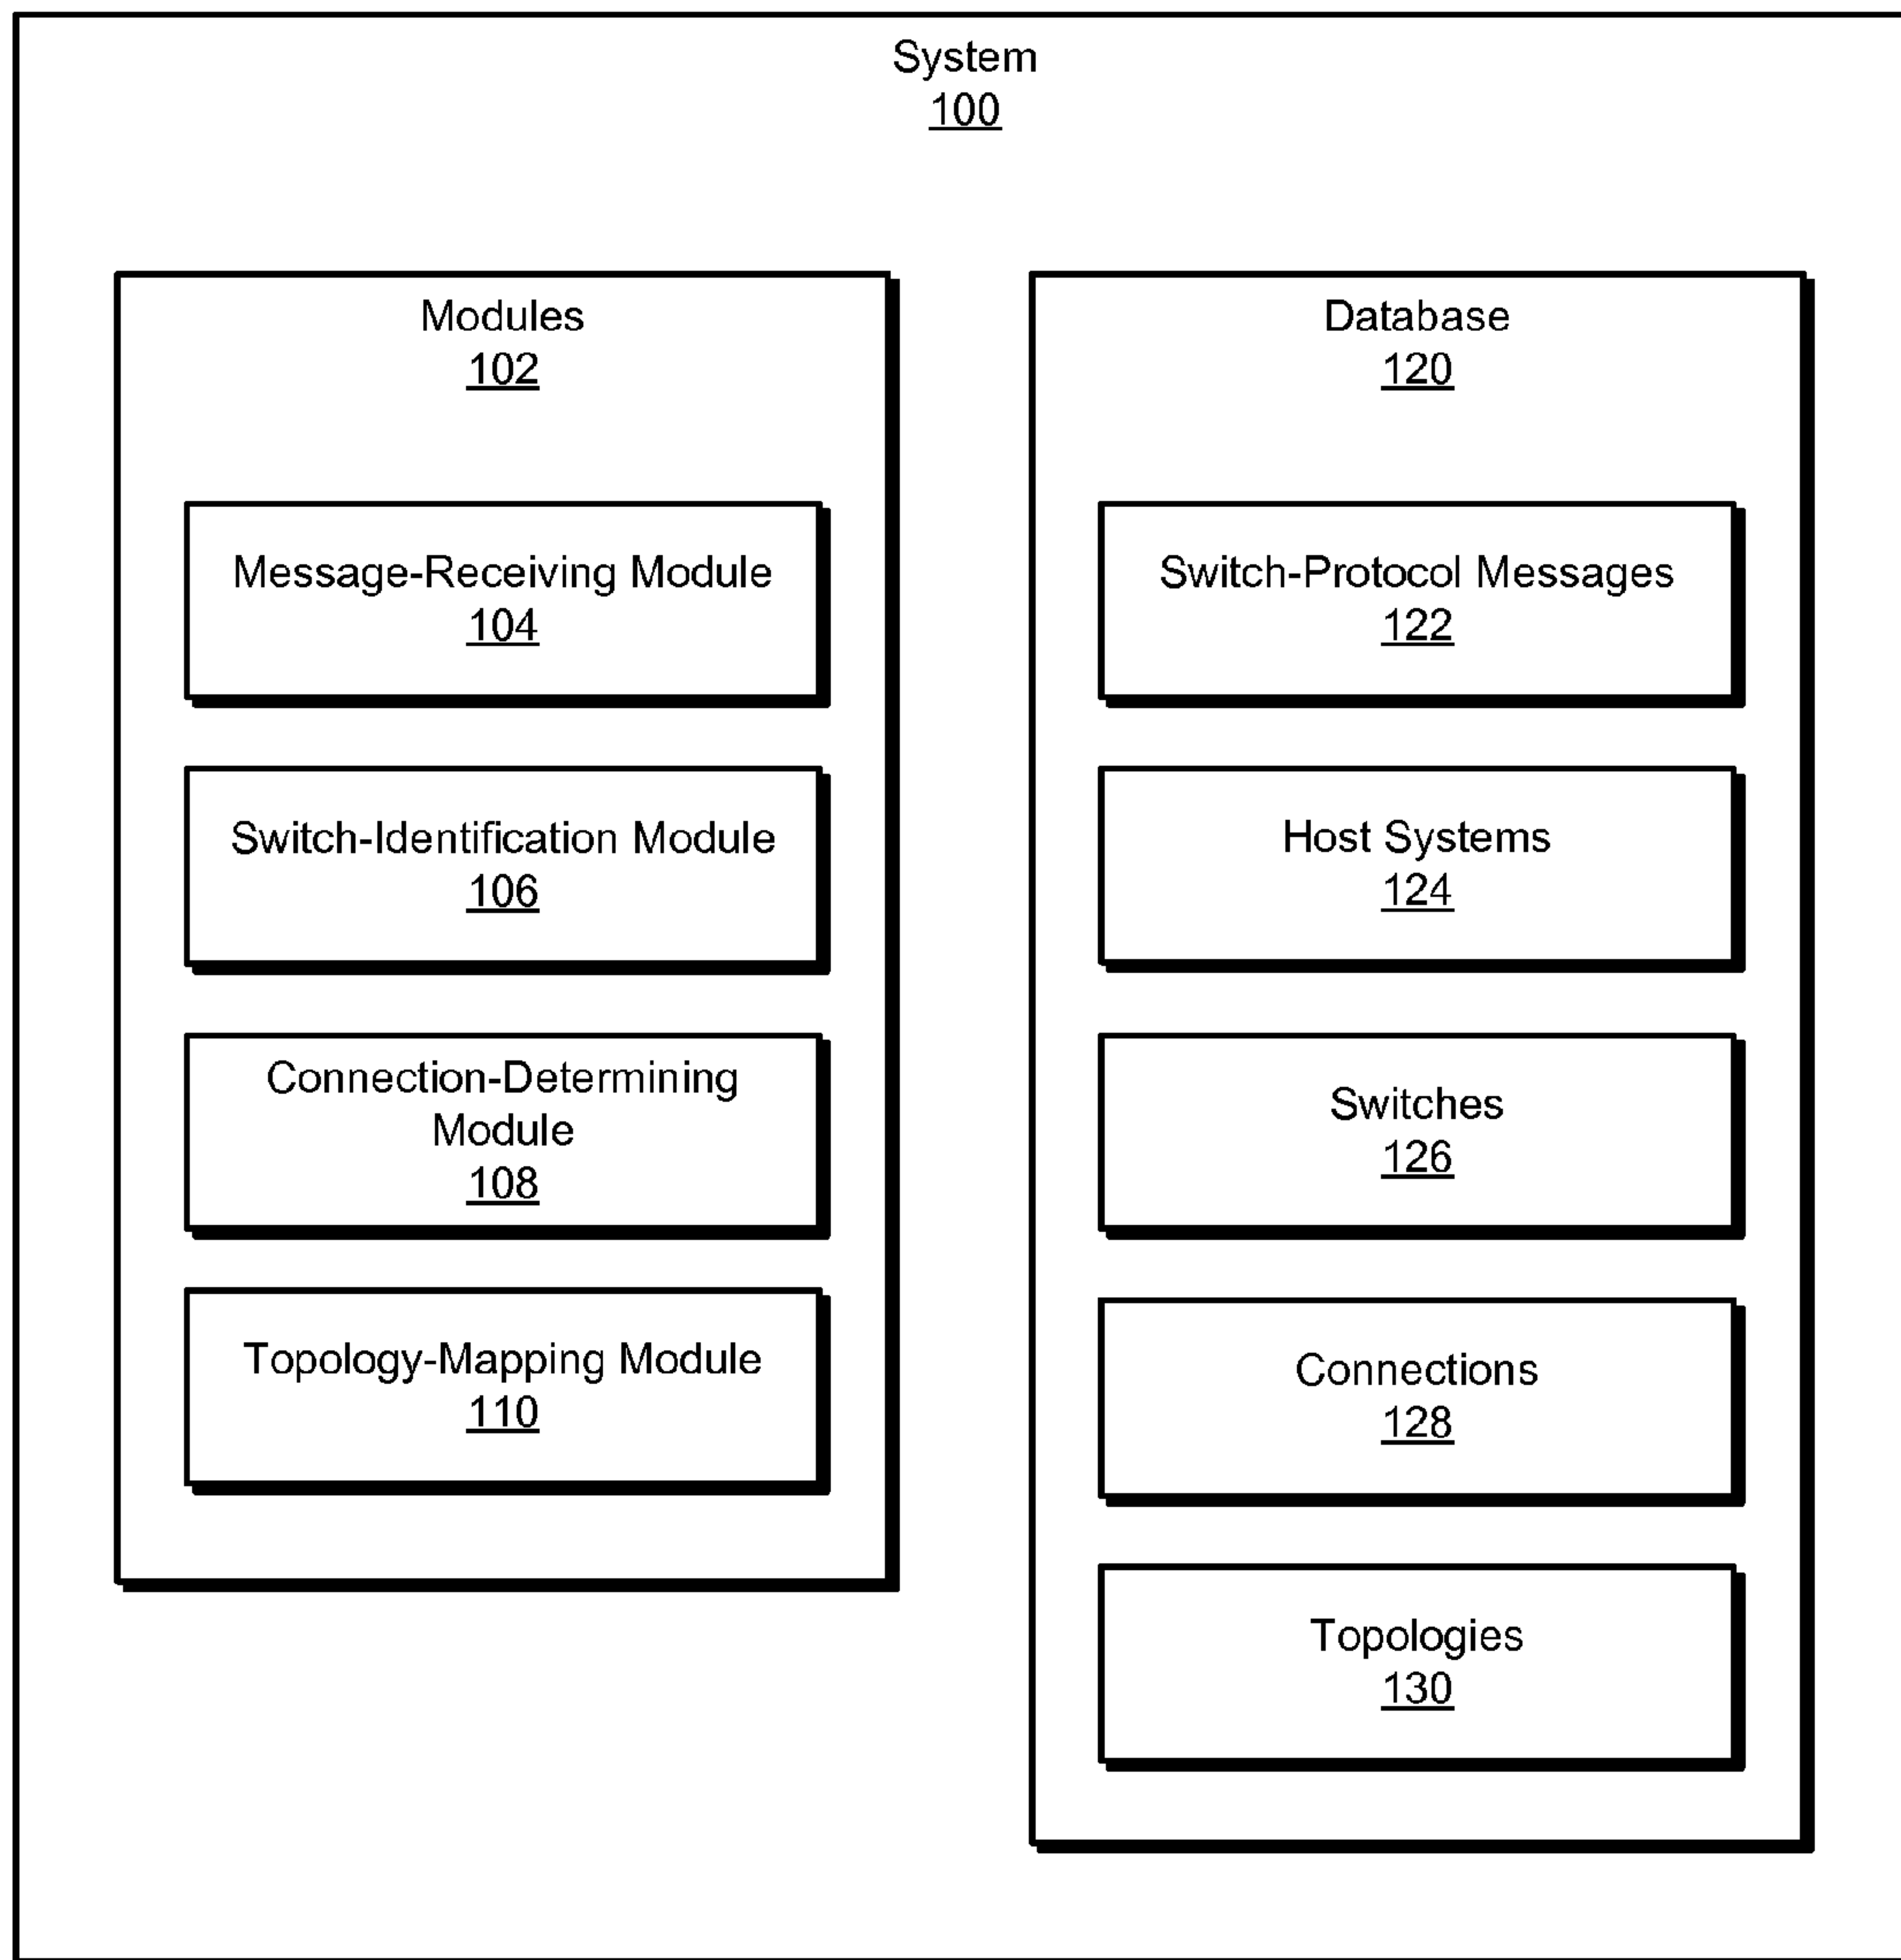 System
100
Modules
102
Message-Receiving Module
104
Switch-Identification Module
106
Connection-Determining
Module
108
Topology-Mapping Module
110
Database
120
Switch-Protocol Messages
122
Host Systems
124
Switches
126
Connections
128
Topologies
130